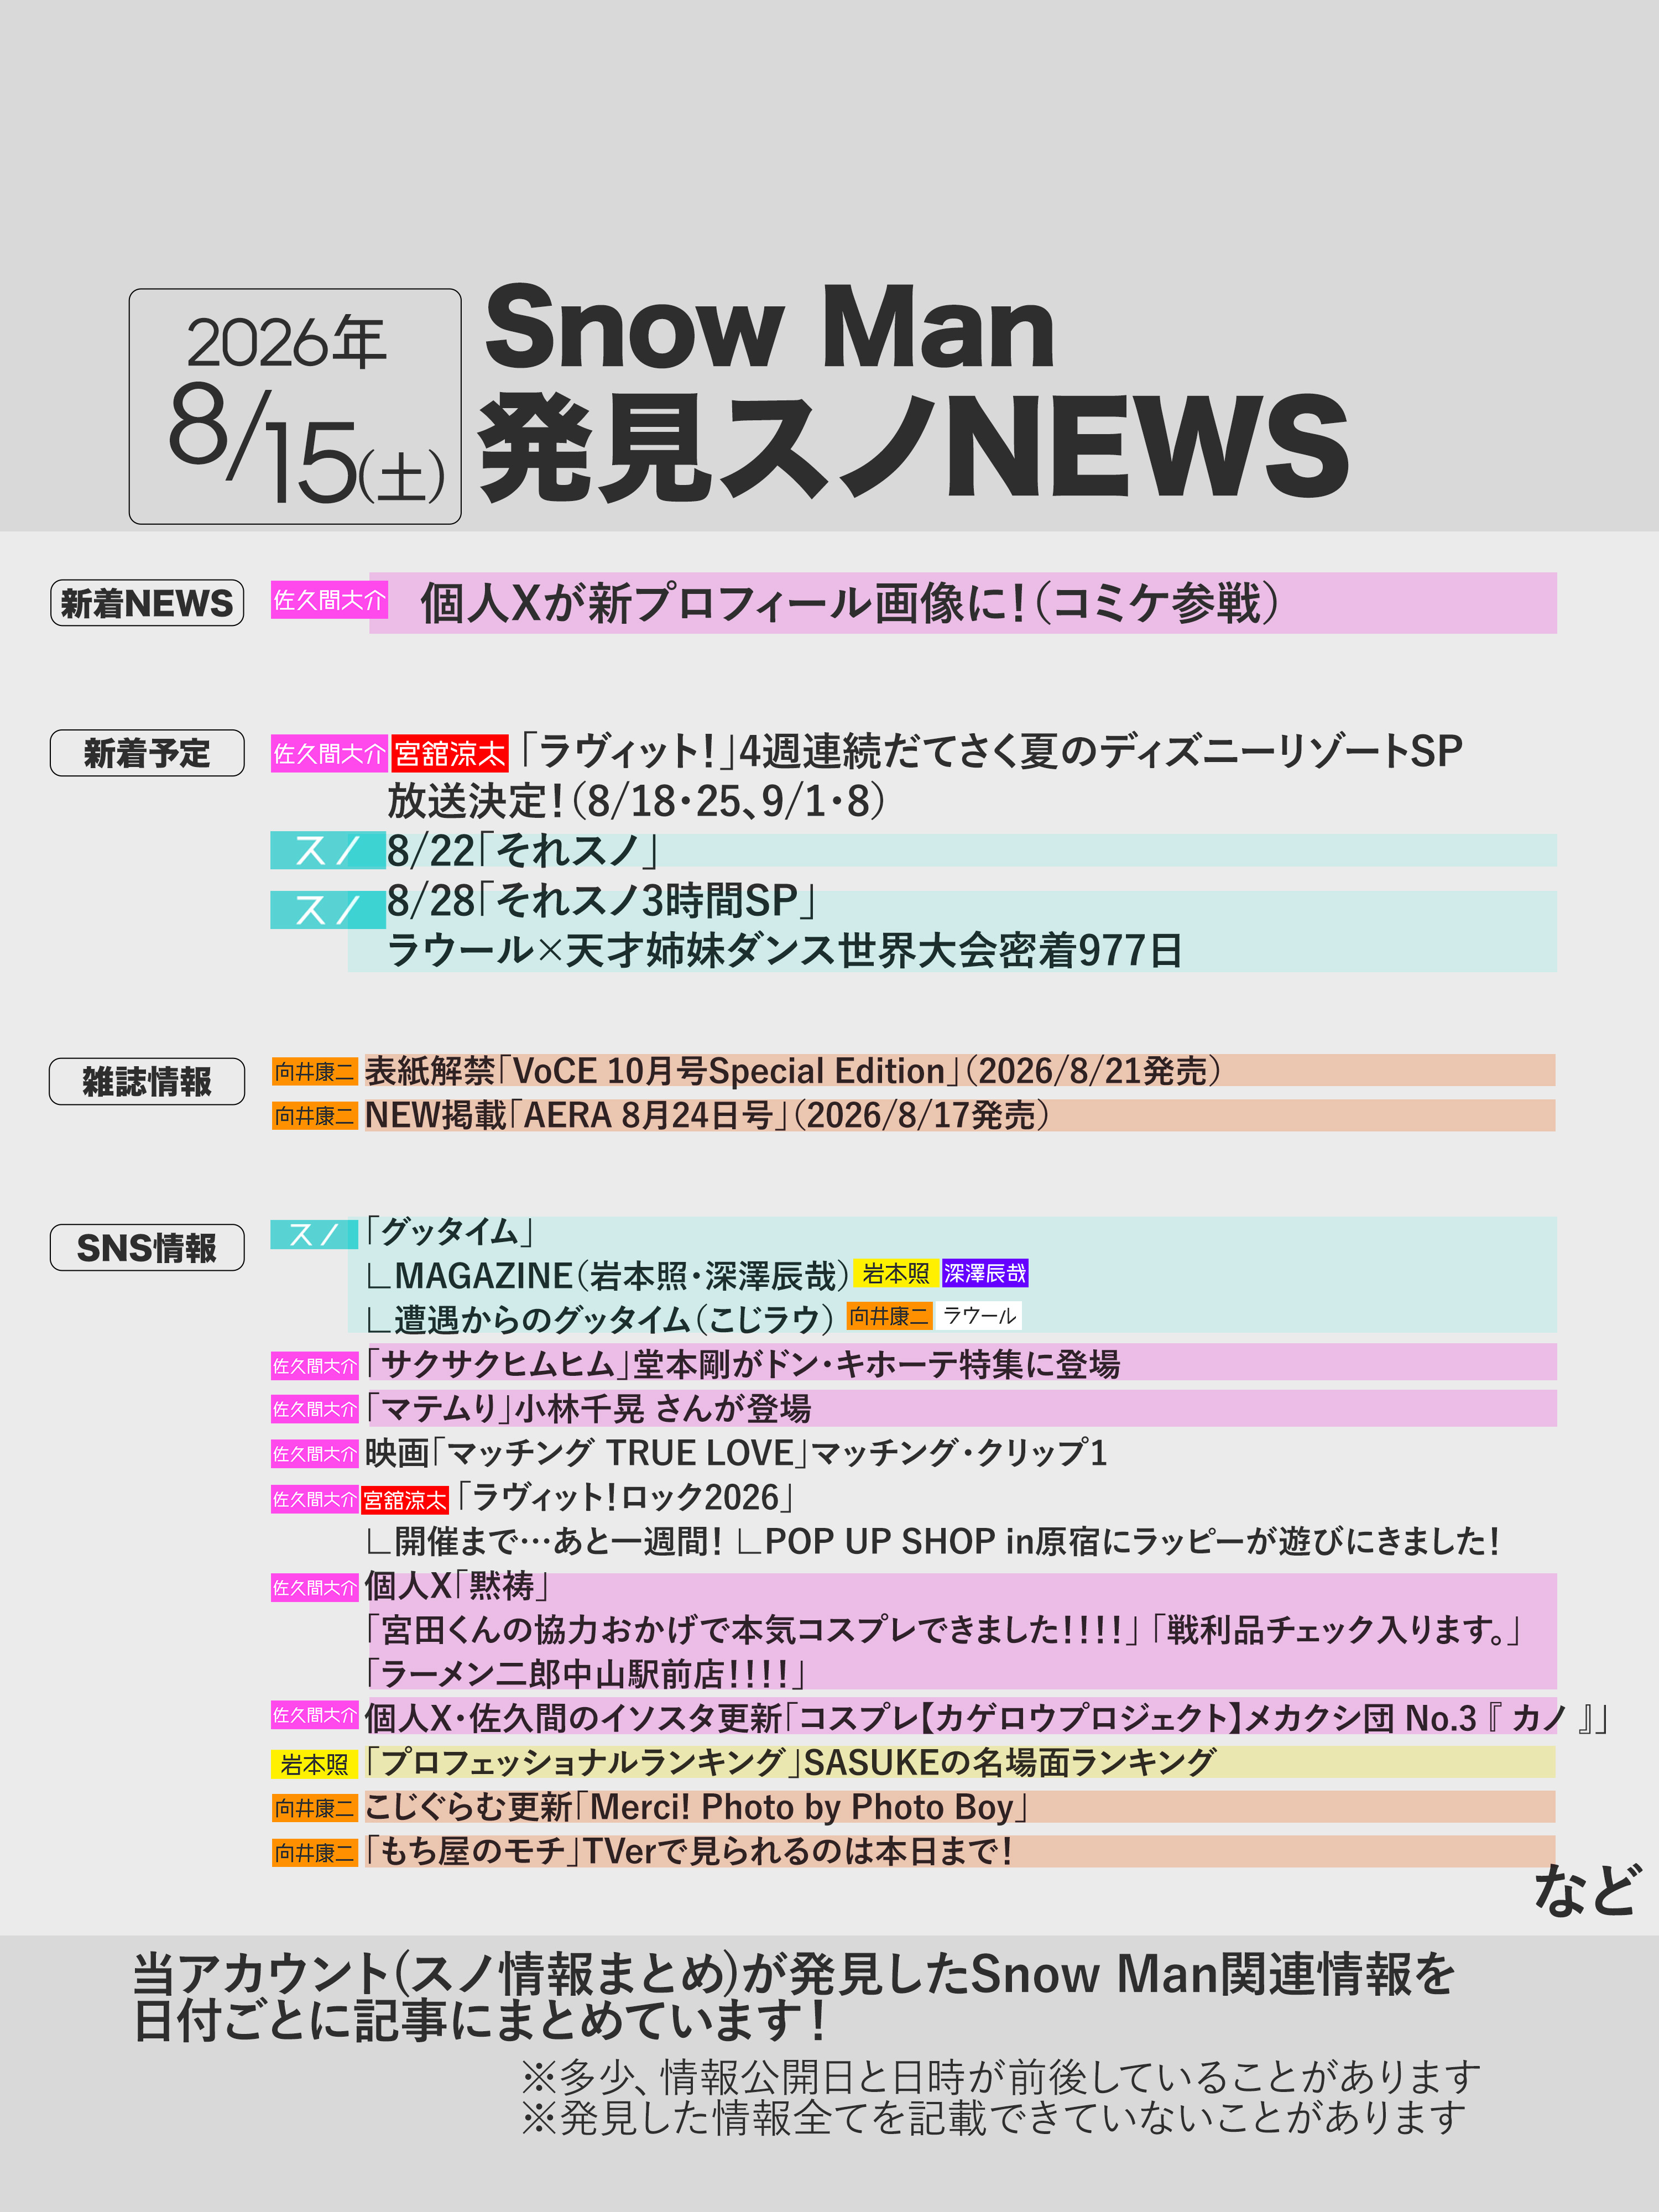 2026年
8/15(土)
Snow Man
発見スノNEWS
新着NEWS
佐久間大介 個人Xが新プロフィール画像に!(コミケ参戦)
新着予定
佐久間大介 宮舘涼太 「ラヴィット!」4週連続だてさく夏のディズニーリゾートSP
放送決定!(8/18・25、9/1・8)
スノ 8/22「それスノ」
スノ 8/28「それスノ3時間SP」
ラウール×天才姉妹ダンス世界大会密着977日
雑誌情報
向井康二 表紙解禁「VoCE 10月号Special Edition」(2026/8/21発売)
向井康二 NEW掲載「AERA 8月24日号」(2026/8/17発売)
SNS情報
スノ 「グッタイム」
∟MAGAZINE(岩本照・深澤辰哉) 岩本照 深澤辰哉
∟遭遇からのグッタイム(こじラウ) 向井康二 ラウール
佐久間大介 「サクサクヒムヒム」堂本剛がドン・キホーテ特集に登場
佐久間大介 「マテムり」小林千晃 さんが登場
佐久間大介 映画「マッチング TRUE LOVE」マッチング・クリップ1
佐久間大介 宮舘涼太 「ラヴィット!ロック2026」
∟開催まで…あと一週間! ∟POP UP SHOP in原宿にラッピーが遊びにきました!
佐久間大介 個人X「黙祷」
「宮田くんの協力おかげで本気コスプレできました!!!!」「戦利品チェック入ります。」
「ラーメン二郎中山駅前店!!!!」
佐久間大介 個人X・佐久間のイソスタ更新「コスプレ【カゲロウプロジェクト】メカクシ団 No.3『 カノ 』」
岩本照 「プロフェッショナルランキング」SASUKEの名場面ランキング
向井康二 こじぐらむ更新「Merci! Photo by Photo Boy」
向井康二 「もち屋のモチ」TVerで見られるのは本日まで!
など
当アカウント(スノ情報まとめ)が発見したSnow Man関連情報を
日付ごとに記事にまとめています!
※多少、情報公開日と日時が前後していることがあります
※発見した情報全てを記載できていないことがあります